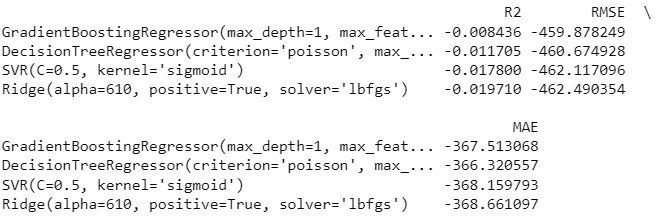 R2 RMSE \
GradientBoostingRegressor(max_depth=1, max_feat... -0.008436 -459.878249
DecisionTreeRegressor(criterion='poisson', max_... -0.011705 -460.674928
SVR(C=0.5, kernel='sigmoid') -0.017800 -462.117096
Ridge(alpha=610, positive=True, solver='lbfgs') -0.019710 -462.490354
MAE
GradientBoostingRegressor(max_depth=1, max_feat... -367.513068
DecisionTreeRegressor(criterion='poisson', max_... -366.320557
SVR(C=0.5, kernel='sigmoid') -368.159793
Ridge(alpha=610, positive=True, solver='lbfgs') -368.661097